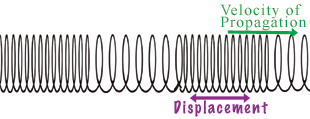 Velocity of
Propagation
Displacement